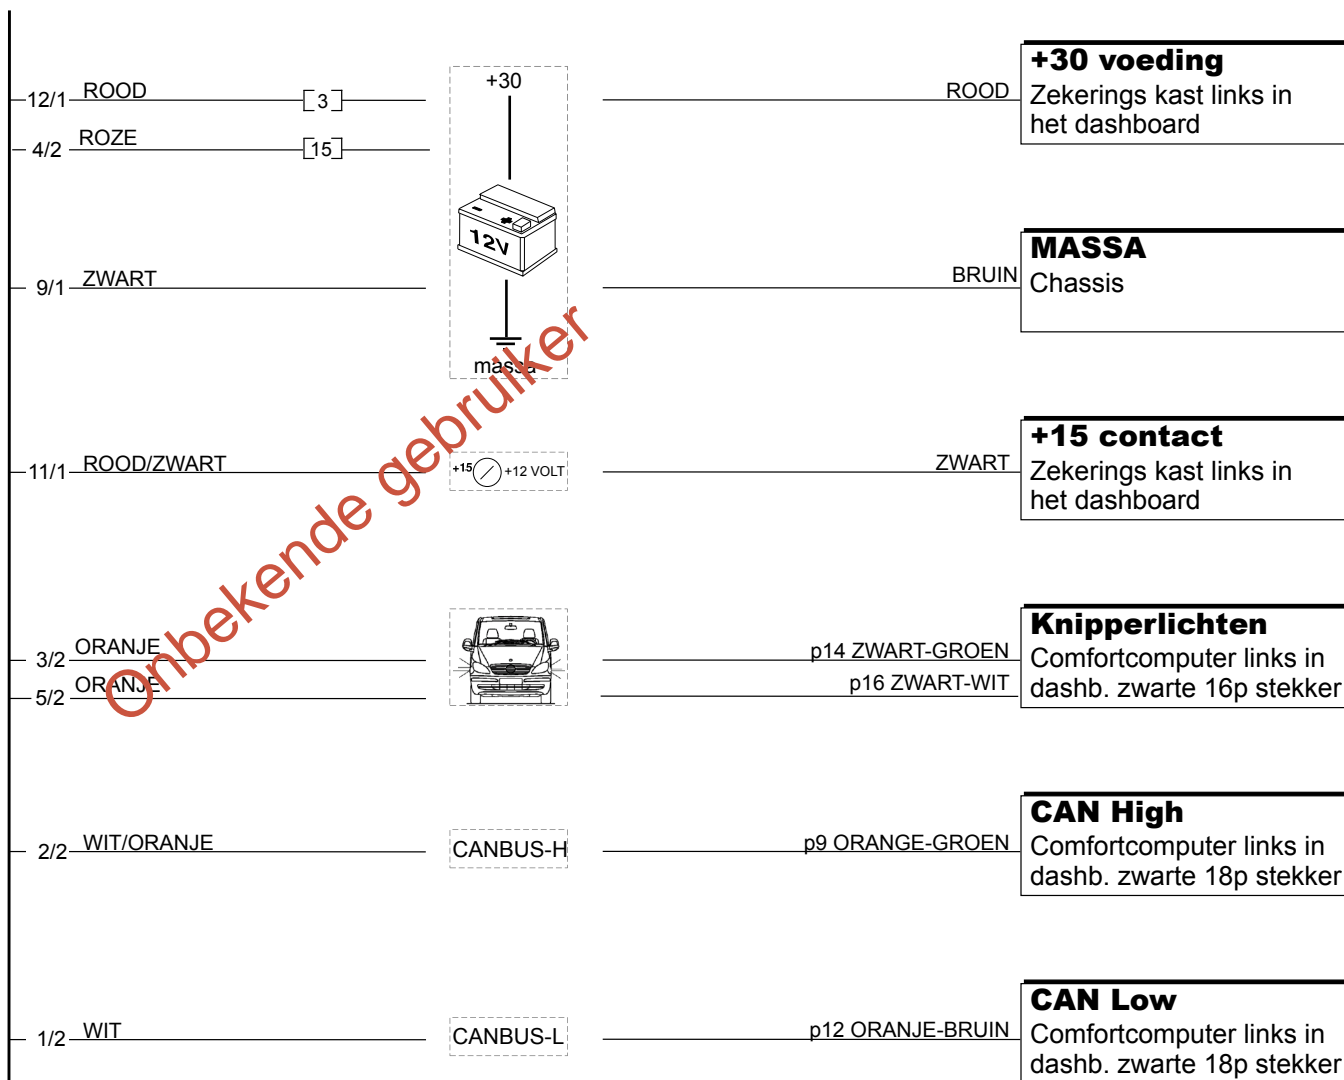 12/1 ROOD [3]
4/2 ROZE [15]
+30
12V
massa
ROOD
+30 voeding
Zekerings kast links in
het dashboard
9/1 ZWART
BRUIN
MASSA
Chassis
11/1 ROOD/ZWART
+15 +12 VOLT
ZWART
+15 contact
Zekerings kast links in
het dashboard
3/2 ORANJE
5/2 ORANJE
p14 ZWART-GROEN
p16 ZWART-WIT
Knipperlichten
Comfortcomputer links in
dashb. zwarte 16p stekker
2/2 WIT/ORANJE
CANBUS-H
p9 ORANGE-GROEN
CAN High
Comfortcomputer links in
dashb. zwarte 18p stekker
1/2 WIT
CANBUS-L
p12 ORANJE-BRUIN
CAN Low
Comfortcomputer links in
dashb. zwarte 18p stekker
Onbekende gebruiker